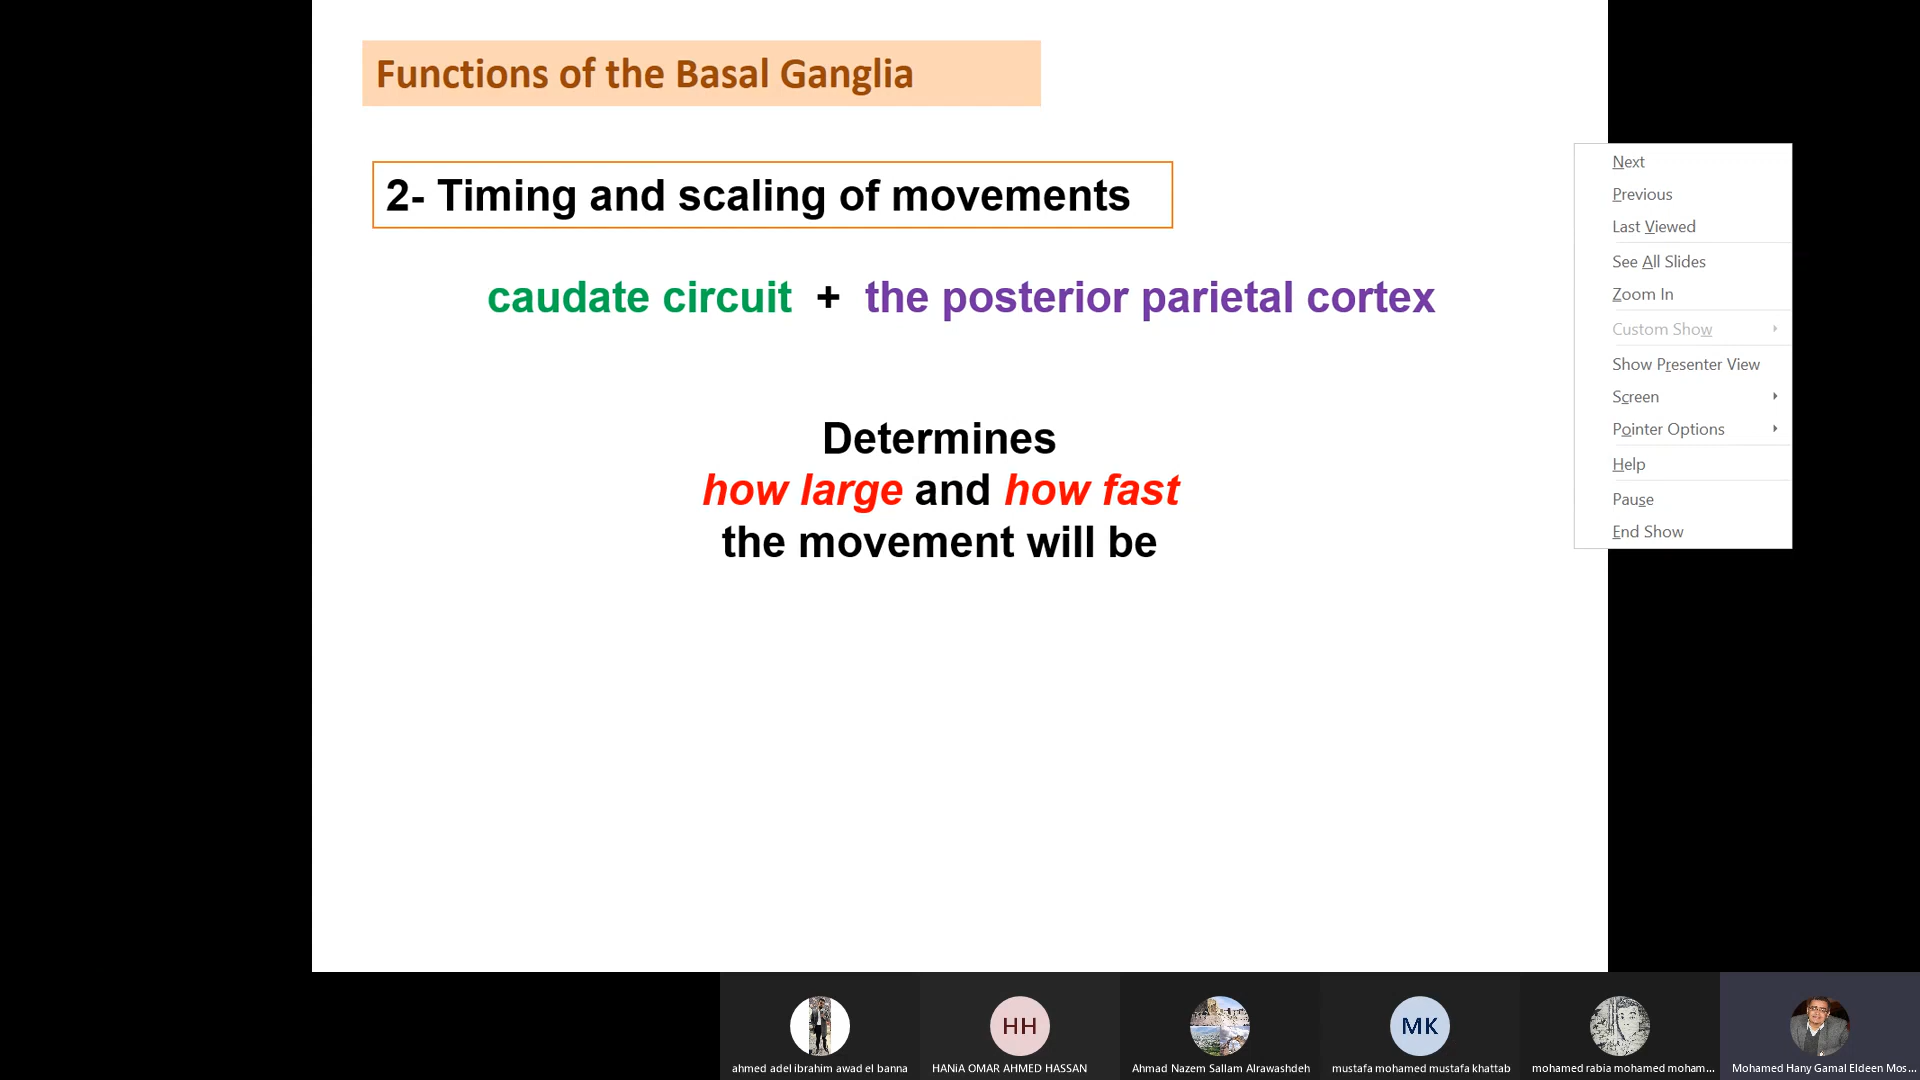 Functions of the Basal Ganglia
2- Timing and scaling of movements
caudate circuit + the posterior parietal cortex
Determines
how large and how fast
the movement will be
Next
Previous
Last Viewed
See All Slides
Zoom In
Custom Show
Show Presenter View
Screen
Pointer Options
Help
Pause
End Show
HH
MK
ahmed adel ibrahim awad el banna
HANiA OMAR AHMED HASSAN
Ahmad Nazem Sallam Alrawashdeh
mustafa mohamed mustafa khattab
mohamed rabia mohamed moham...
Mohamed Hany Gamal Eldeen Mos...